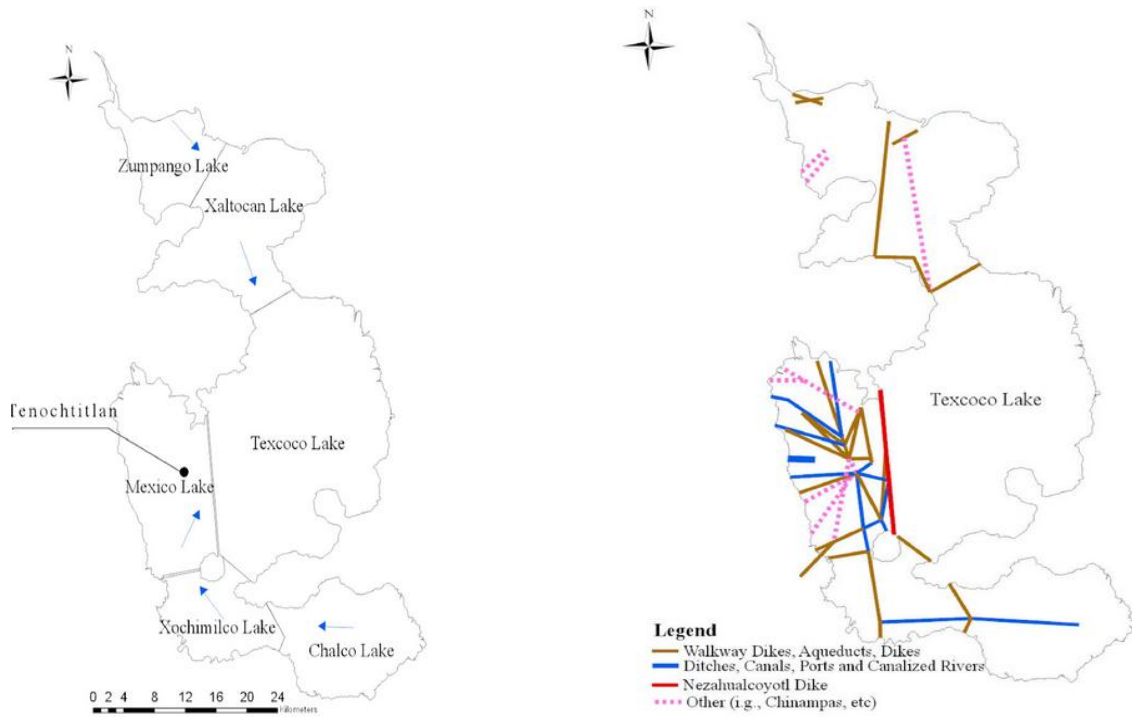 N
Zumpango Lake
Xaltocan Lake
Tenochtitlan
Texcoco Lake
Mexico Lake
Xochimilco Lake
Chalco Lake
0 2 4 8 12 16 20 24
Kilometers
N
Texcoco Lake
Legend
Walkway Dikes, Aqueducts, Dikes
Ditches, Canals, Ports and Canalized Rivers
Nezahualcoyotl Dike
Other (i.g., Chinampas, etc)